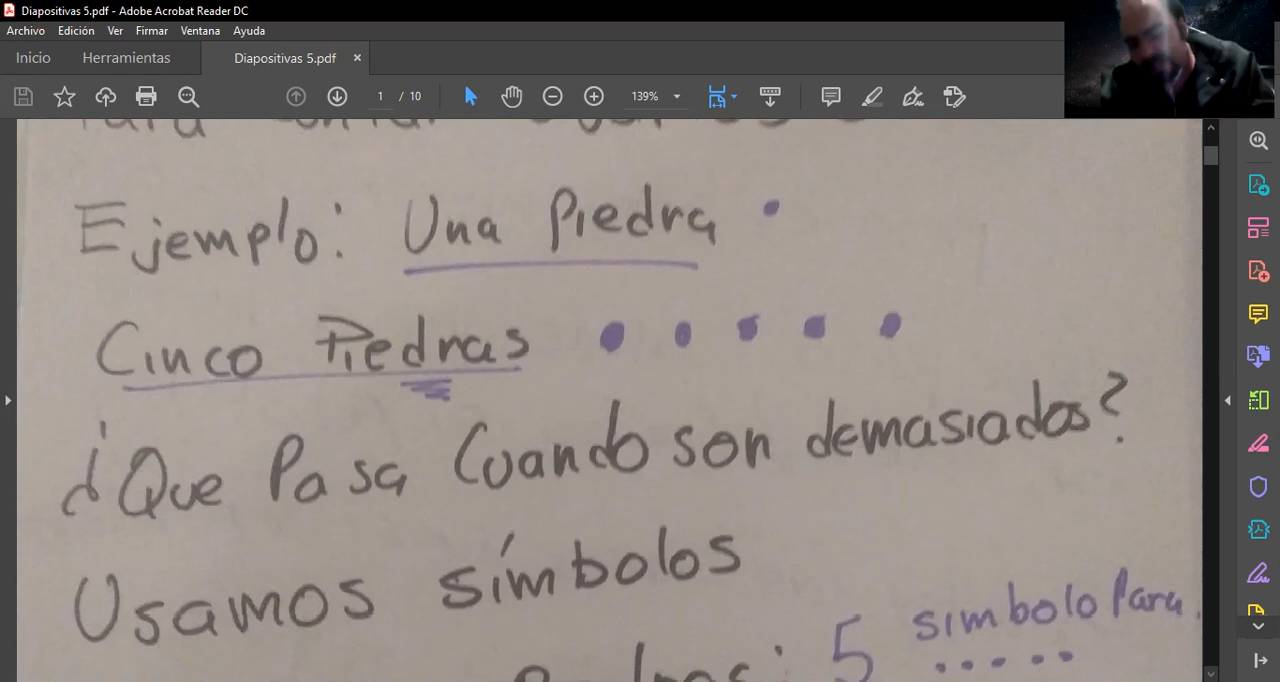 Diapositivas 5.pdf - Adobe Acrobat Reader DC
Archivo Edición Ver Firmar Ventana Ayuda
Inicio Herramientas Diapositivas 5.pdf ×
1 / 10 139%
Ejemplo: Una Piedra
Cinco Piedras
¿Que Pasa Cuando son demasiados?
Usamos símbolos
5 simbolo Para